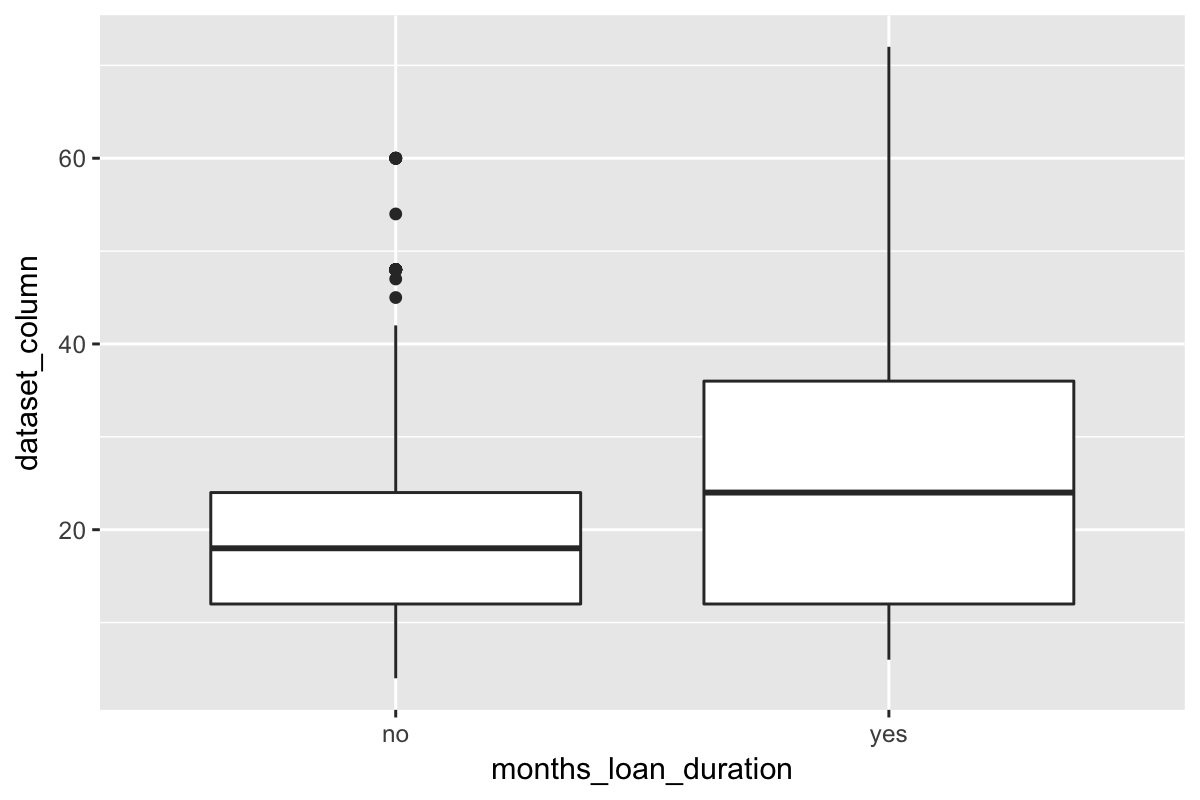 dataset_column
60
40
20
no yes
months_loan_duration